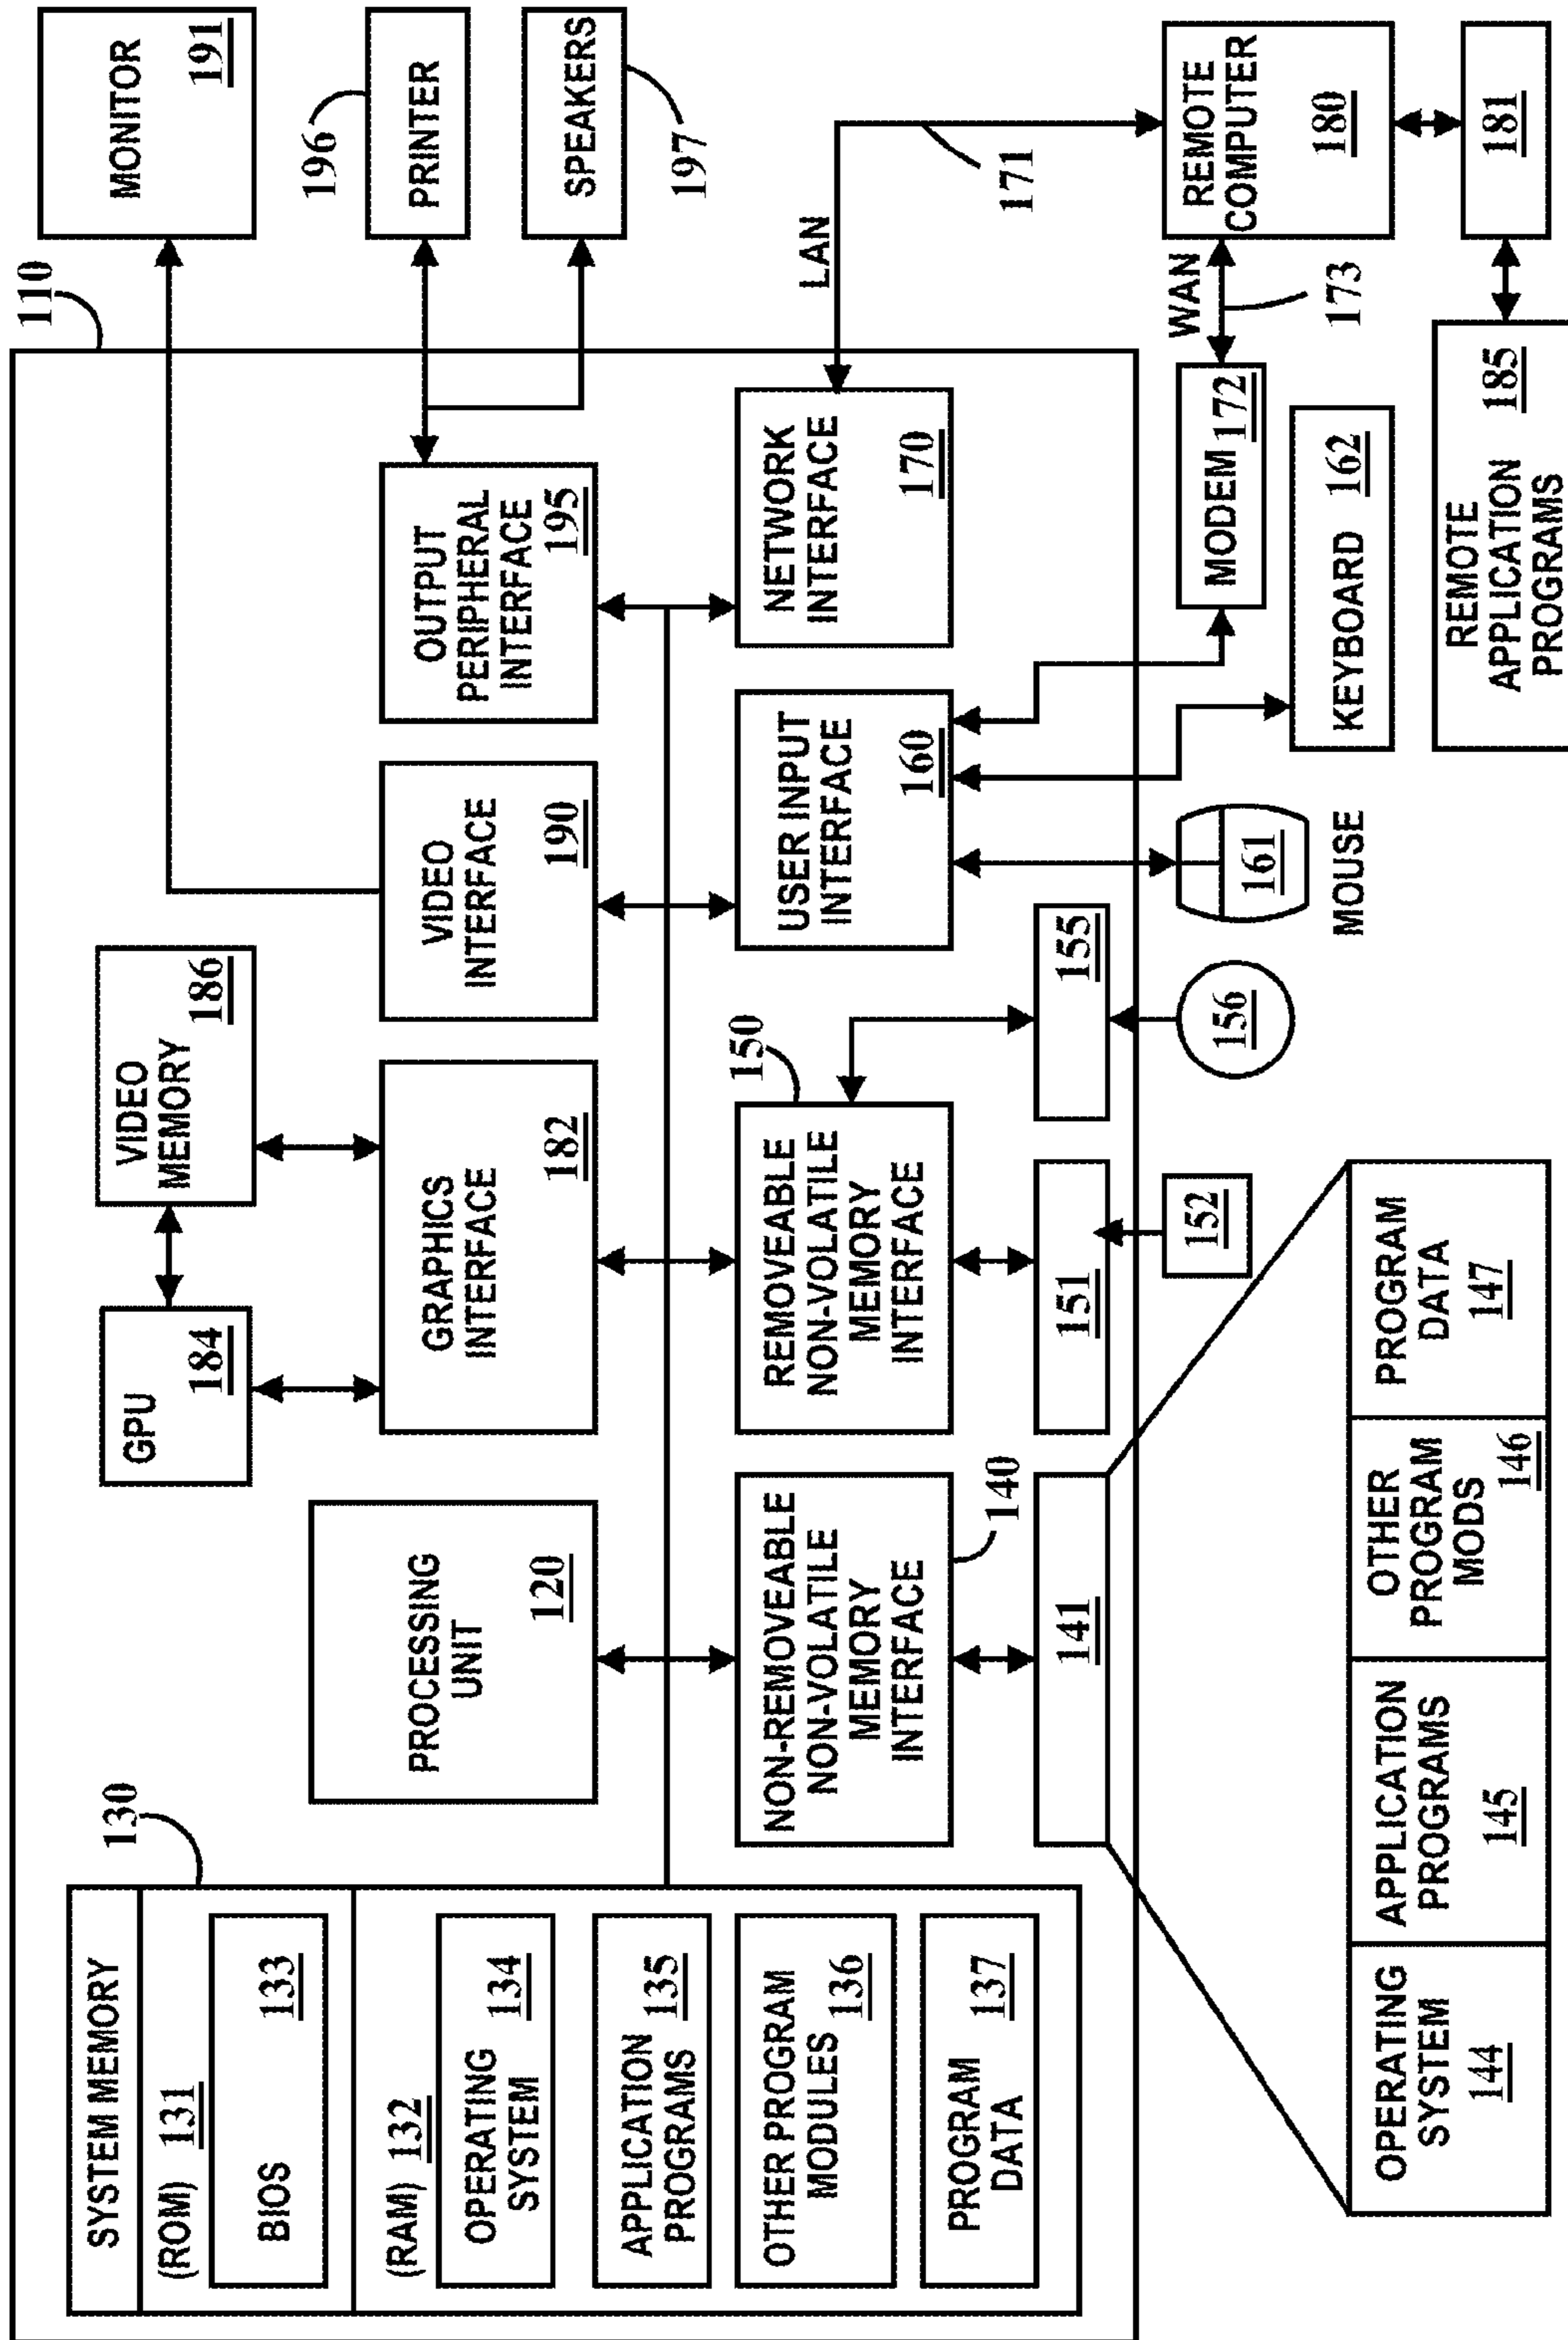 110
SYSTEM MEMORY
130
(ROM) 131
BIOS
133
(RAM) 132
OPERATING
SYSTEM
134
APPLICATION
PROGRAMS
135
OTHER PROGRAM
MODULES
136
PROGRAM
DATA
137
PROCESSING
UNIT
120
GPU
184
VIDEO
MEMORY
186
GRAPHICS
INTERFACE
182
VIDEO
INTERFACE
190
OUTPUT
PERIPHERAL
INTERFACE
195
MONITOR
191
196
PRINTER
SPEAKERS
197
NON-REMOVEABLE
NON-VOLATILE
MEMORY
INTERFACE
140
REMOVEABLE
NON-VOLATILE
MEMORY
INTERFACE
150
USER INPUT
INTERFACE
160
NETWORK
INTERFACE
170
LAN
171
141
151
155
152
156
161
MOUSE
MODEM 172
WAN
173
KEYBOARD 162
REMOTE
COMPUTER
180
181
REMOTE
APPLICATION
PROGRAMS
185
OPERATING
SYSTEM
144
APPLICATION
PROGRAMS
145
OTHER
PROGRAM
MODS
146
PROGRAM
DATA
147